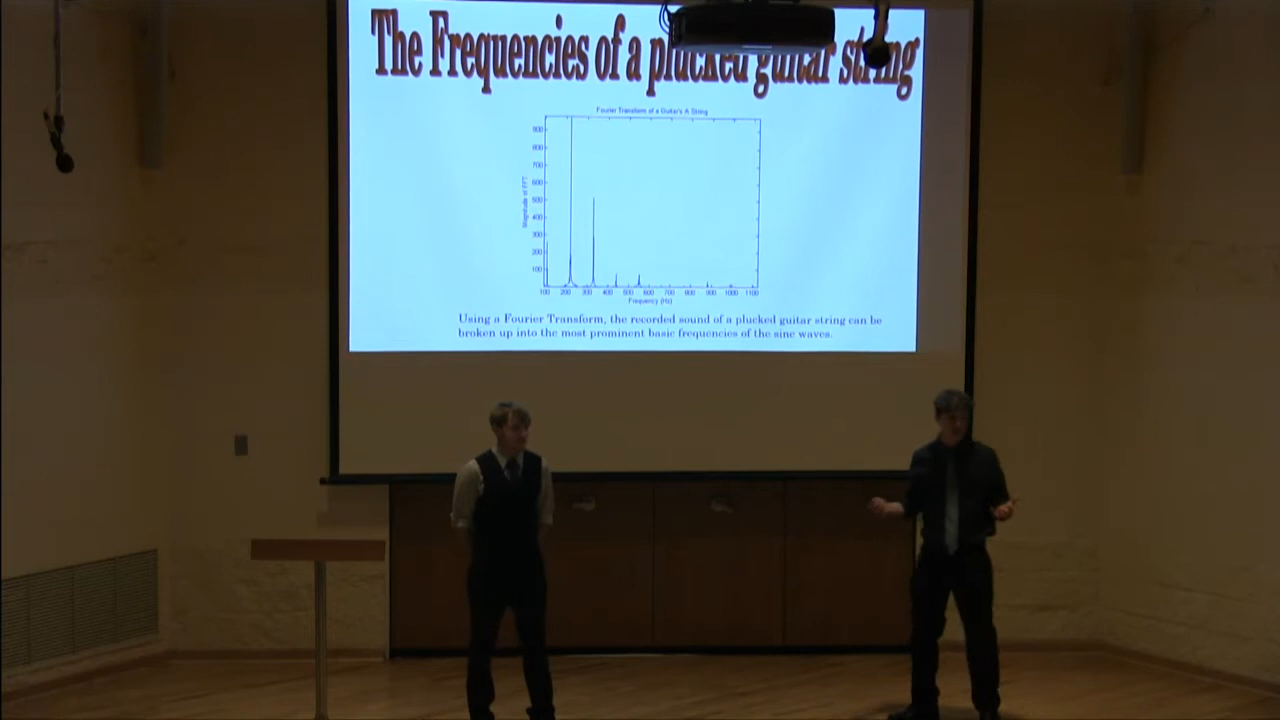 The Frequencies of a plucked guitar string
Fourier Transform of a Guitar's A String
900
800
700
600
500
400
300
200
100
Magnitude of FFT
100 200 300 400 500 600 700 800 900 1000 1100
Frequency (Hz)
Using a Fourier Transform, the recorded sound of a plucked guitar string can be
broken up into the most prominent basic frequencies of the sine waves.